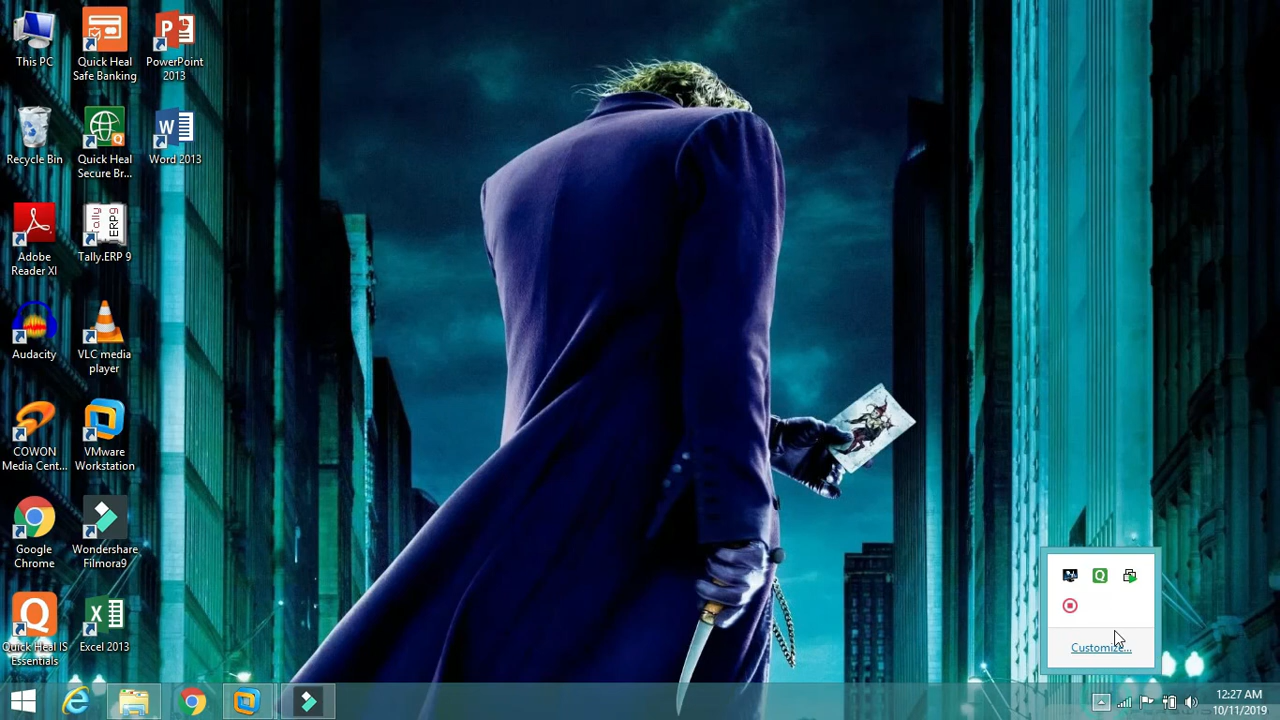 This PC
Quick Heal
Safe Banking
PowerPoint
2013
Recycle Bin
Quick Heal
Secure Br...
Word 2013
Adobe
Reader XI
Tally.ERP 9
Audacity
VLC media
player
COWON
Media Cent...
VMware
Workstation
Google
Chrome
Wondershare
Filmora9
Quick Heal IS
Essentials
Excel 2013
Customize...
12:27 AM
10/11/2019